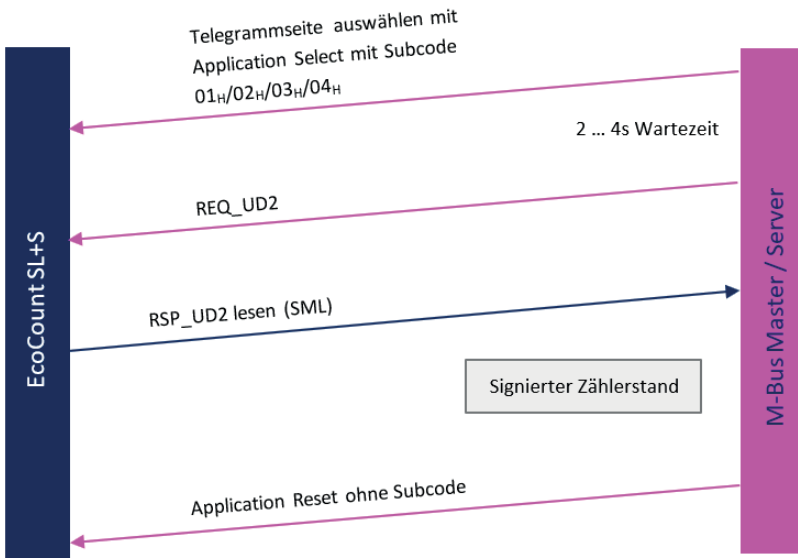 Telegrammseite auswählen mit
Application Select mit Subcode
01H/02H/03H/04H
2 ... 4s Wartezeit
REQ_UD2
EcoCount SL+S
M-Bus Master / Server
RSP_UD2 lesen (SML)
Signierter Zählerstand
Application Reset ohne Subcode